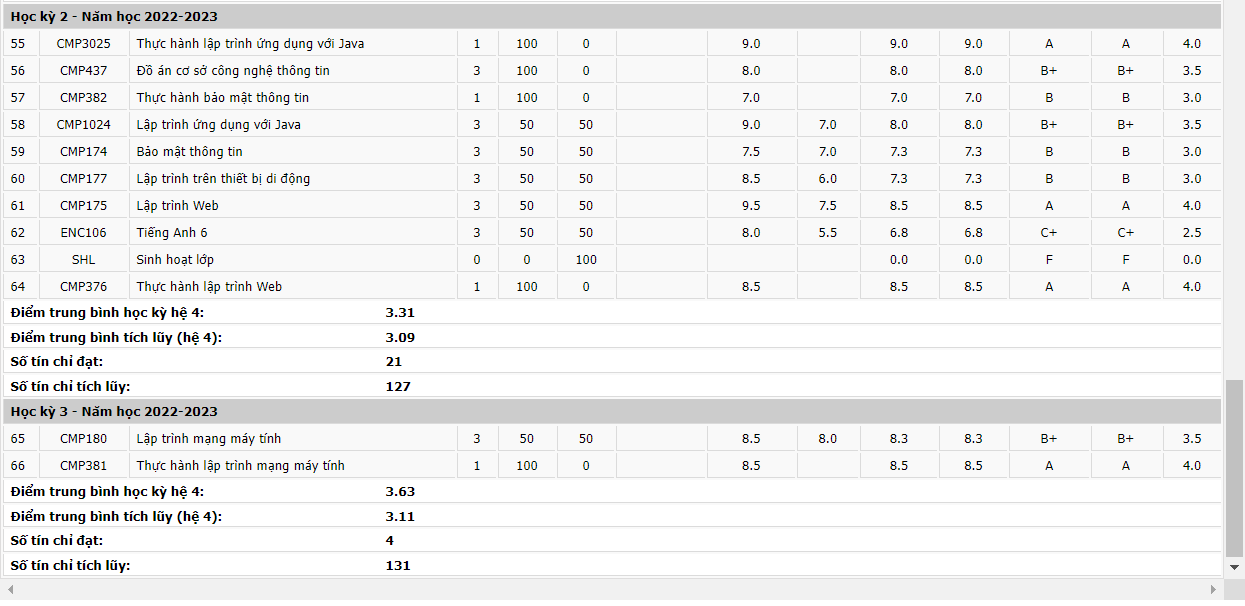 Học kỳ 2 - Năm học 2022-2023
55 CMP3025 Thực hành lập trình ứng dụng với Java 1 100 0 9.0 9.0 9.0 A A 4.0
56 CMP437 Đồ án cơ sở công nghệ thông tin 3 100 0 8.0 8.0 8.0 B+ B+ 3.5
57 CMP382 Thực hành bảo mật thông tin 1 100 0 7.0 7.0 7.0 B B 3.0
58 CMP1024 Lập trình ứng dụng với Java 3 50 50 9.0 7.0 8.0 8.0 B+ B+ 3.5
59 CMP174 Bảo mật thông tin 3 50 50 7.5 7.0 7.3 7.3 B B 3.0
60 CMP177 Lập trình trên thiết bị di động 3 50 50 8.5 6.0 7.3 7.3 B B 3.0
61 CMP175 Lập trình Web 3 50 50 9.5 7.5 8.5 8.5 A A 4.0
62 ENC106 Tiếng Anh 6 3 50 50 8.0 5.5 6.8 6.8 C+ C+ 2.5
63 SHL Sinh hoạt lớp 0 0 100 0.0 0.0 F F 0.0
64 CMP376 Thực hành lập trình Web 1 100 0 8.5 8.5 8.5 A A 4.0
Điểm trung bình học kỳ hệ 4: 3.31
Điểm trung bình tích lũy (hệ 4): 3.09
Số tín chỉ đạt: 21
Số tín chỉ tích lũy: 127
Học kỳ 3 - Năm học 2022-2023
65 CMP180 Lập trình mạng máy tính 3 50 50 8.5 8.0 8.3 8.3 B+ B+ 3.5
66 CMP381 Thực hành lập trình mạng máy tính 1 100 0 8.5 8.5 8.5 A A 4.0
Điểm trung bình học kỳ hệ 4: 3.63
Điểm trung bình tích lũy (hệ 4): 3.11
Số tín chỉ đạt: 4
Số tín chỉ tích lũy: 131